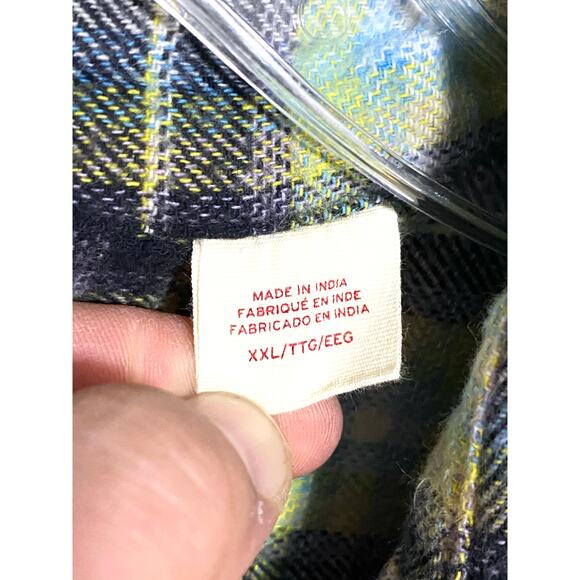 MADE IN INDIA
FABRIQUÉ EN INDE
FABRICADO EN INDIA
XXL/TTG/EEG